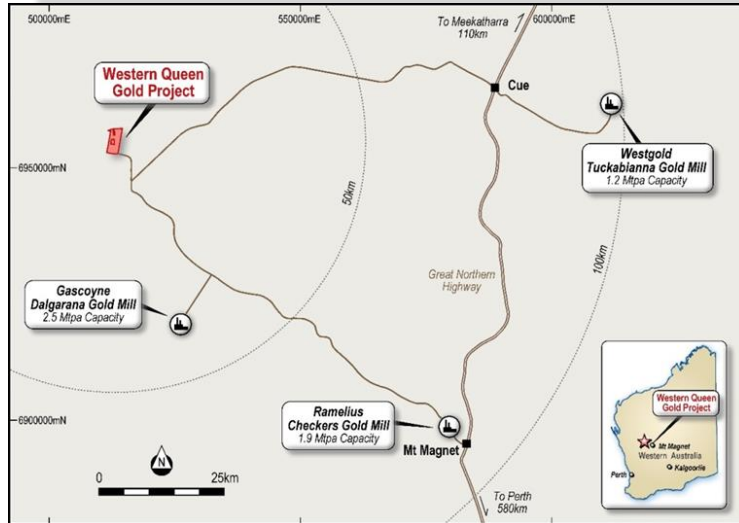 500000mE
550000mE
600000mE
To Meekatharra
110km
Western Queen
Gold Project
Cue
Westgold
Tuckabianna Gold Mill
1.2 Mtpa Capacity
6950000mN
50km
100km
Great Northern
Highway
Gascoyne
Dalgarana Gold Mill
2.5 Mtpa Capacity
Ramelius
Checkers Gold Mill
1.9 Mtpa Capacity
6900000mN
Mt Magnet
N
0
25km
To Perth
580km
Western Queen
Gold Project
Mt Magnet
Western Australia
Kalgoorlie
Perth